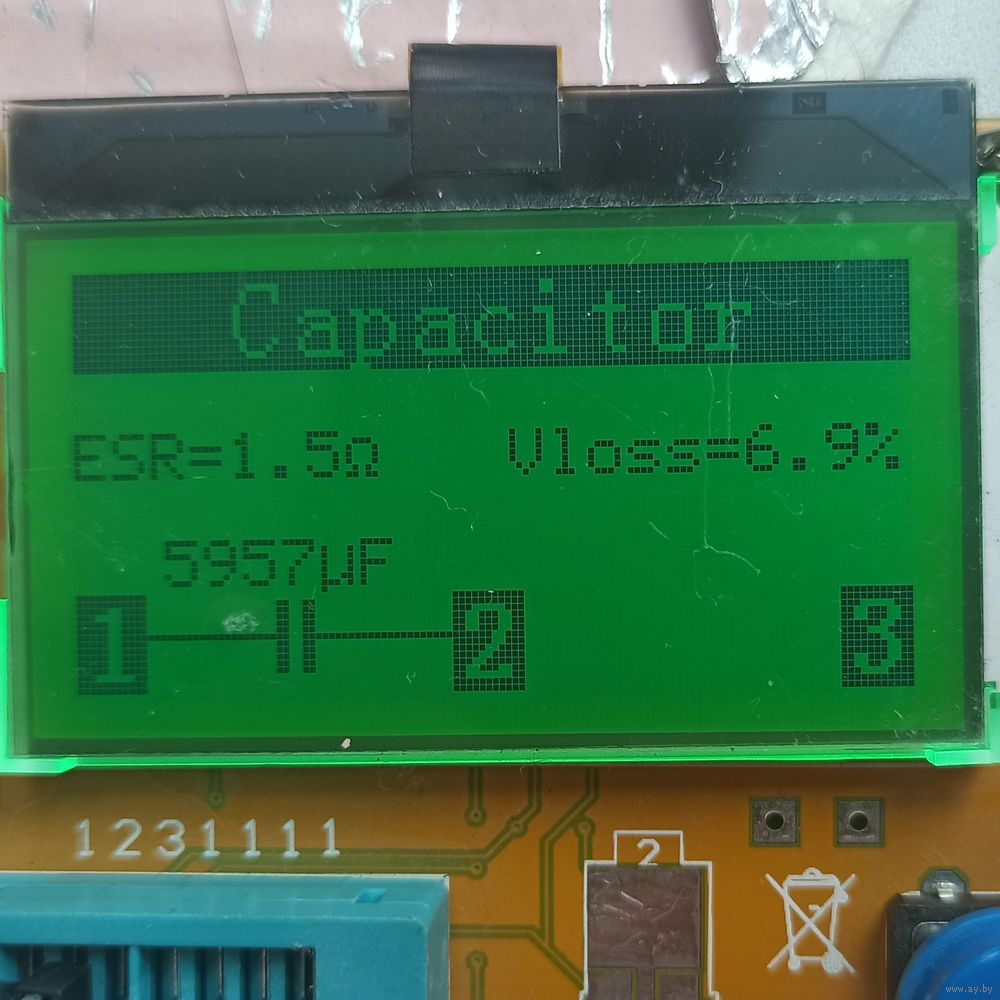 Capacitor
ESR=1.5Ω Vloss=6.9%
5957µF
1 2 3
1231111
2
www.ay.by